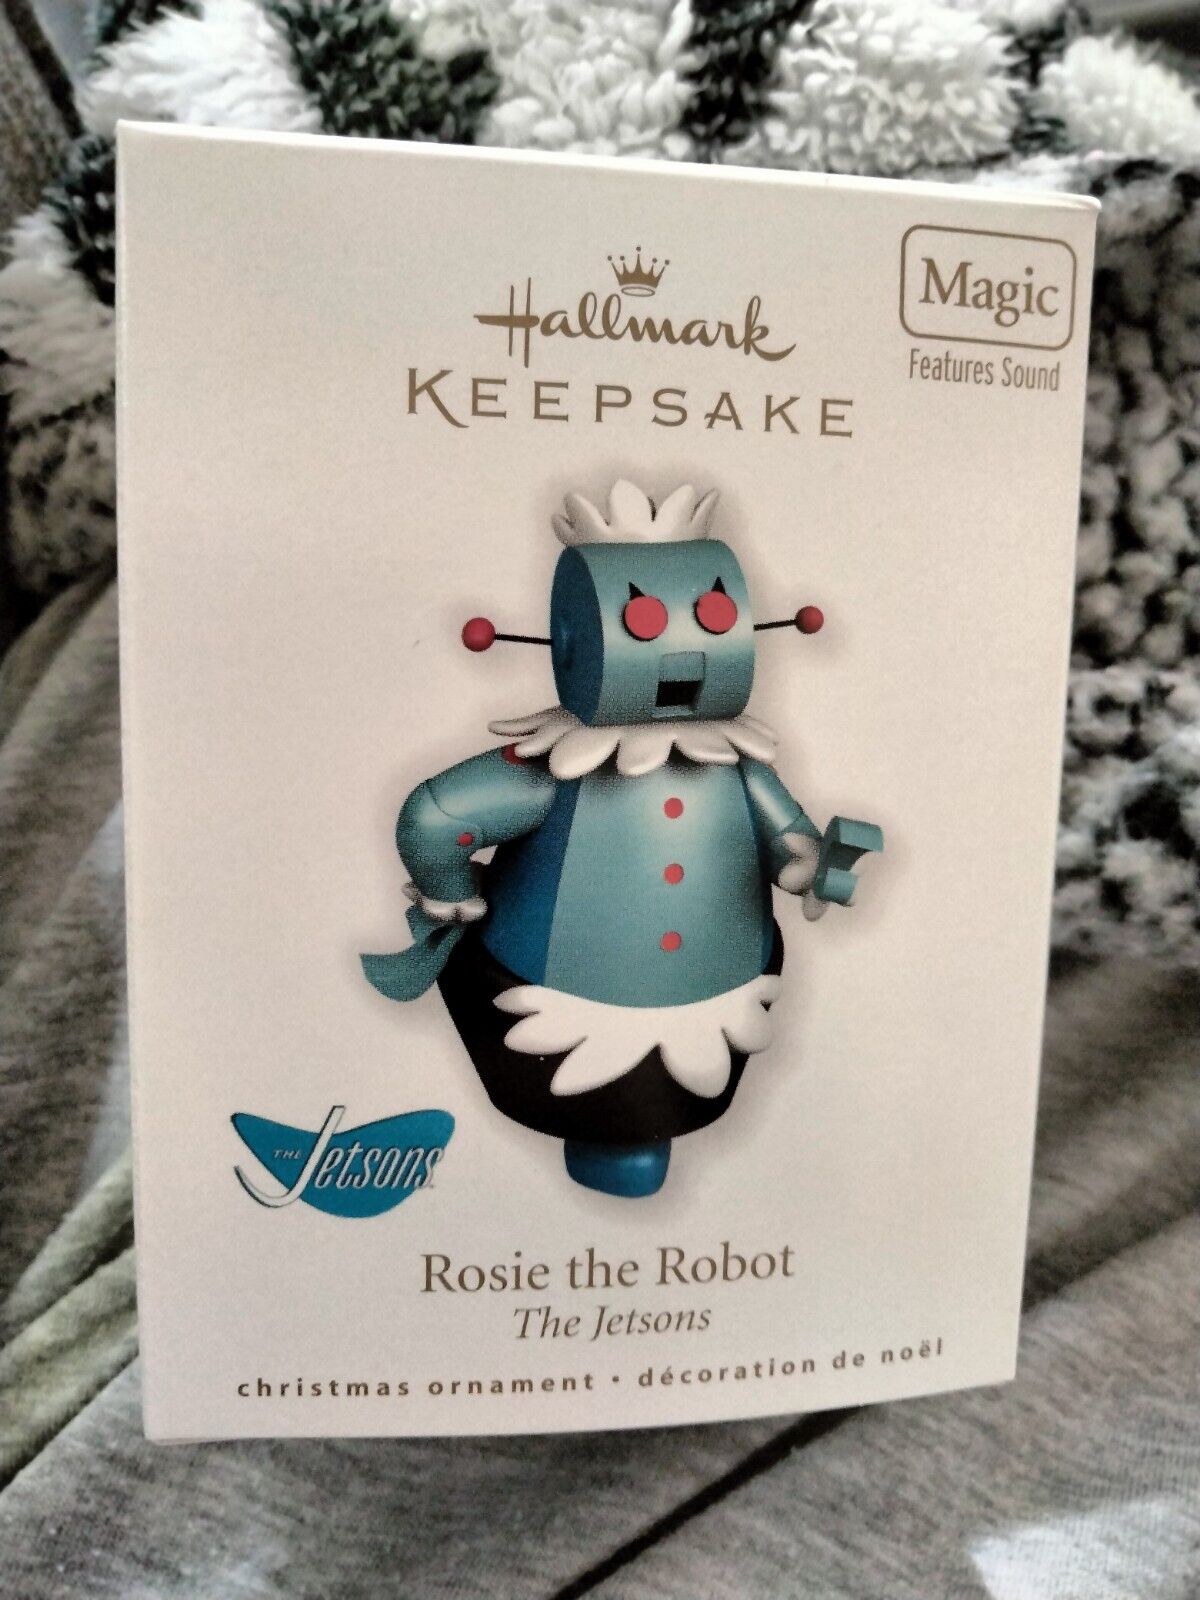 Hallmark
KEEPSAKE
Magic
Features Sound
THE Jetsons
Rosie the Robot
The Jetsons
christmas ornament • décoration de noël